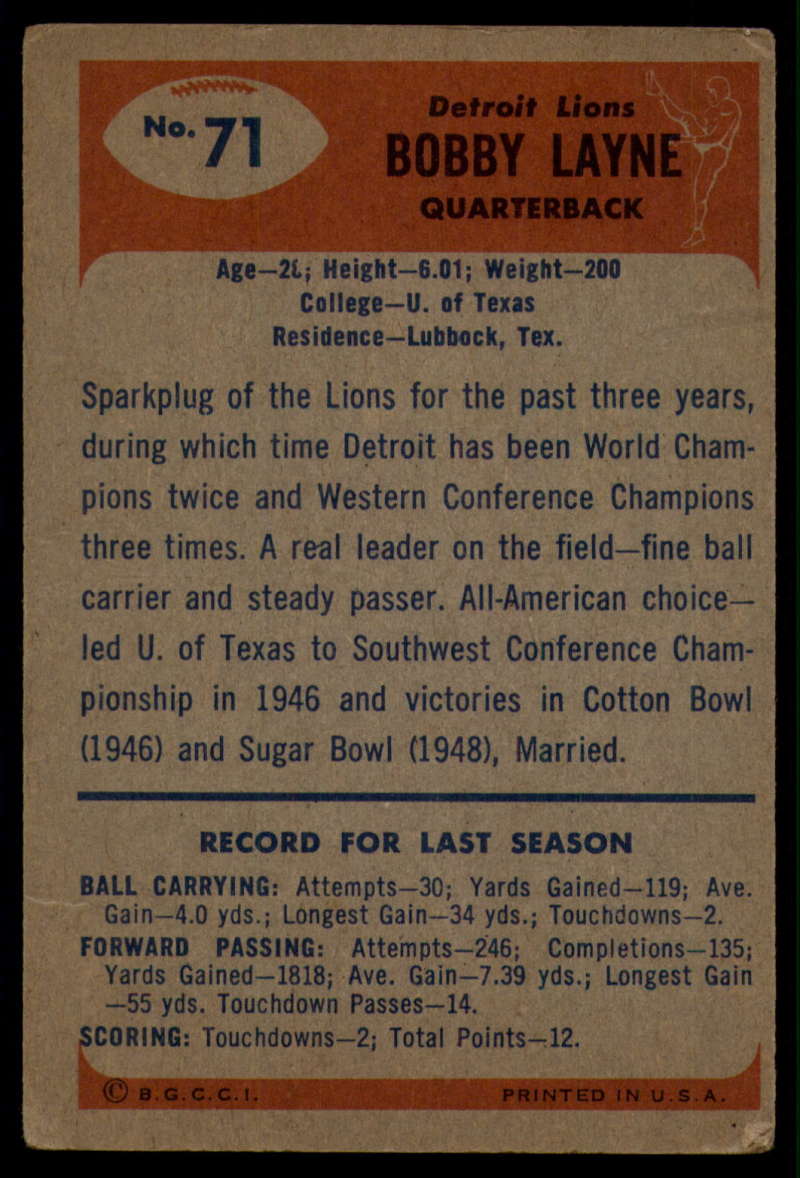 No. 71
Detroit Lions
BOBBY LAYNE
QUARTERBACK
Height—6.01; Weight—200
College—U. of Texas
Residence—Lubbock, Tex.
Sparkplug of the Lions for the past three years,
during which time Detroit has been World Cham-
pions twice and Western Conference Champions
three times. A real leader on the field—fine ball
carrier and steady passer. All-American choice—
led U. of Texas to Southwest Conference Cham-
pionship in 1946 and victories in Cotton Bowl
(1946) and Sugar Bowl (1948), Married.
RECORD FOR LAST SEASON
BALL CARRYING: Attempts—30; Yards Gained—119; Ave.
Gain—4.0 yds.; Longest Gain—34 yds.; Touchdowns—2.
FORWARD PASSING: Attempts—246; Completions—135;
Yards Gained—1818; Ave. Gain—7.39 yds.; Longest Gain
—55 yds. Touchdown Passes—14.
SCORING: Touchdowns—2; Total Points—12.
© B.G.C.C.I. PRINTED IN U.S.A.